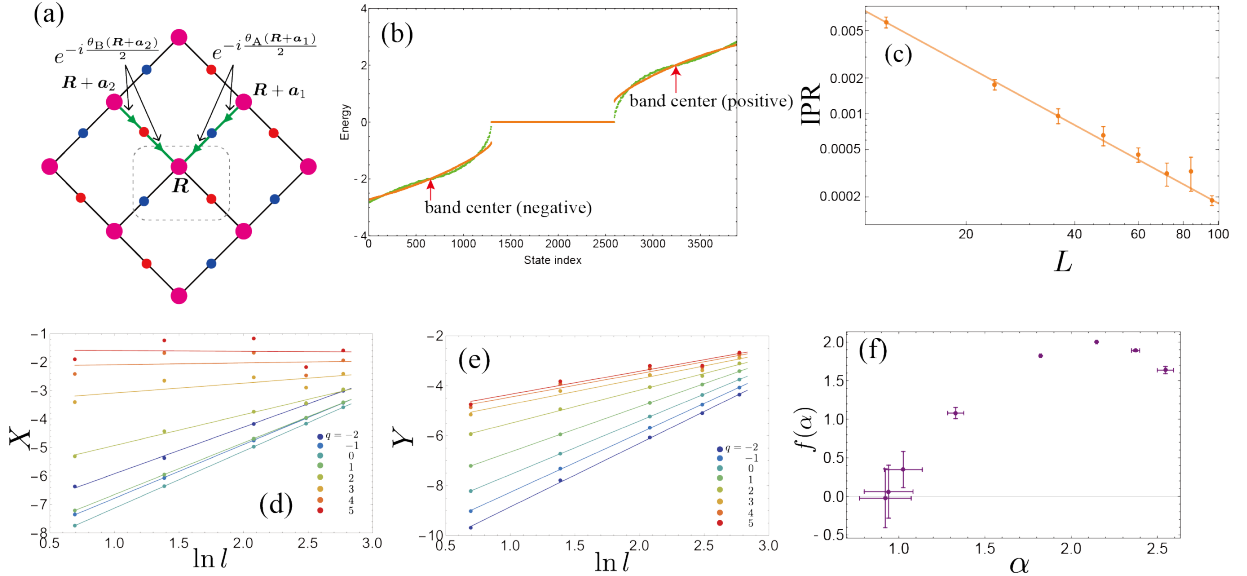 (a)
e^{-i θ_B(R+a_2)/2} e^{-i θ_A(R+a_1)/2}
R + a_2 R + a_1
R
(b)
Energy
4
2
0
-2
-4
band center (positive)
band center (negative)
0 500 1000 1500 2000 2500 3000 3500
State index
(c)
IPR
0.005
0.002
0.001
0.0005
0.0002
20 40 60 80 100
L
(d)
X
-1
-2
-3
-4
-5
-6
-7
-8
q = -2
-1
0
1
2
3
4
5
0.5 1.0 1.5 2.0 2.5 3.0
ln l
(e)
Y
-2
-4
-6
-8
-10
q = -2
-1
0
1
2
3
4
5
0.5 1.0 1.5 2.0 2.5 3.0
ln l
(f)
f(α)
2.0
1.5
1.0
0.5
0.0
-0.5
1.0 1.5 2.0 2.5
α